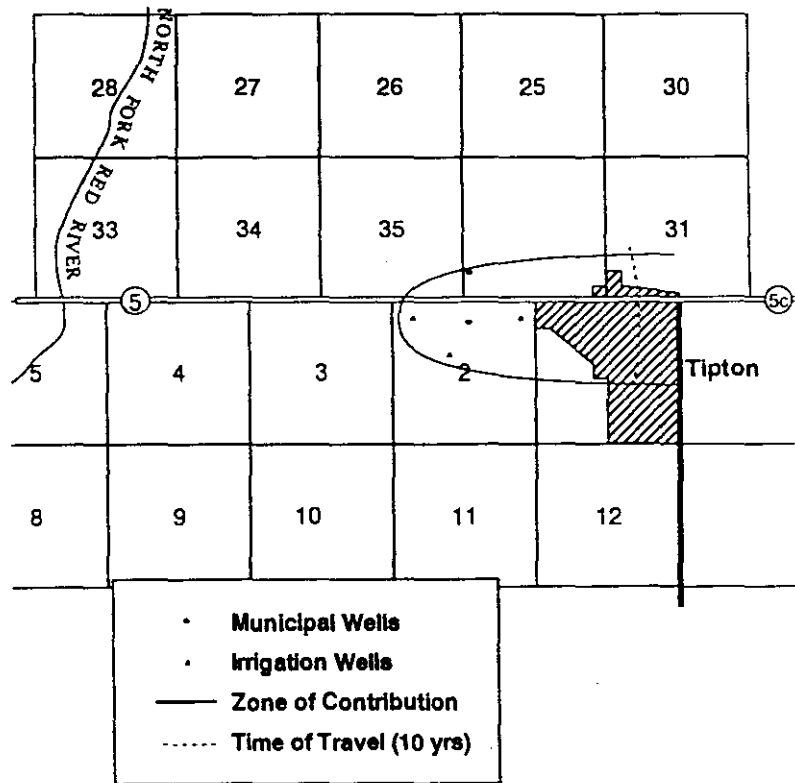 28 27 26 25 30
NORTH FORK RED RIVER
33 34 35 31
5 5c
5 4 3 2 Tipton
8 9 10 11 12
Municipal Wells
Irrigation Wells
Zone of Contribution
Time of Travel (10 yrs)